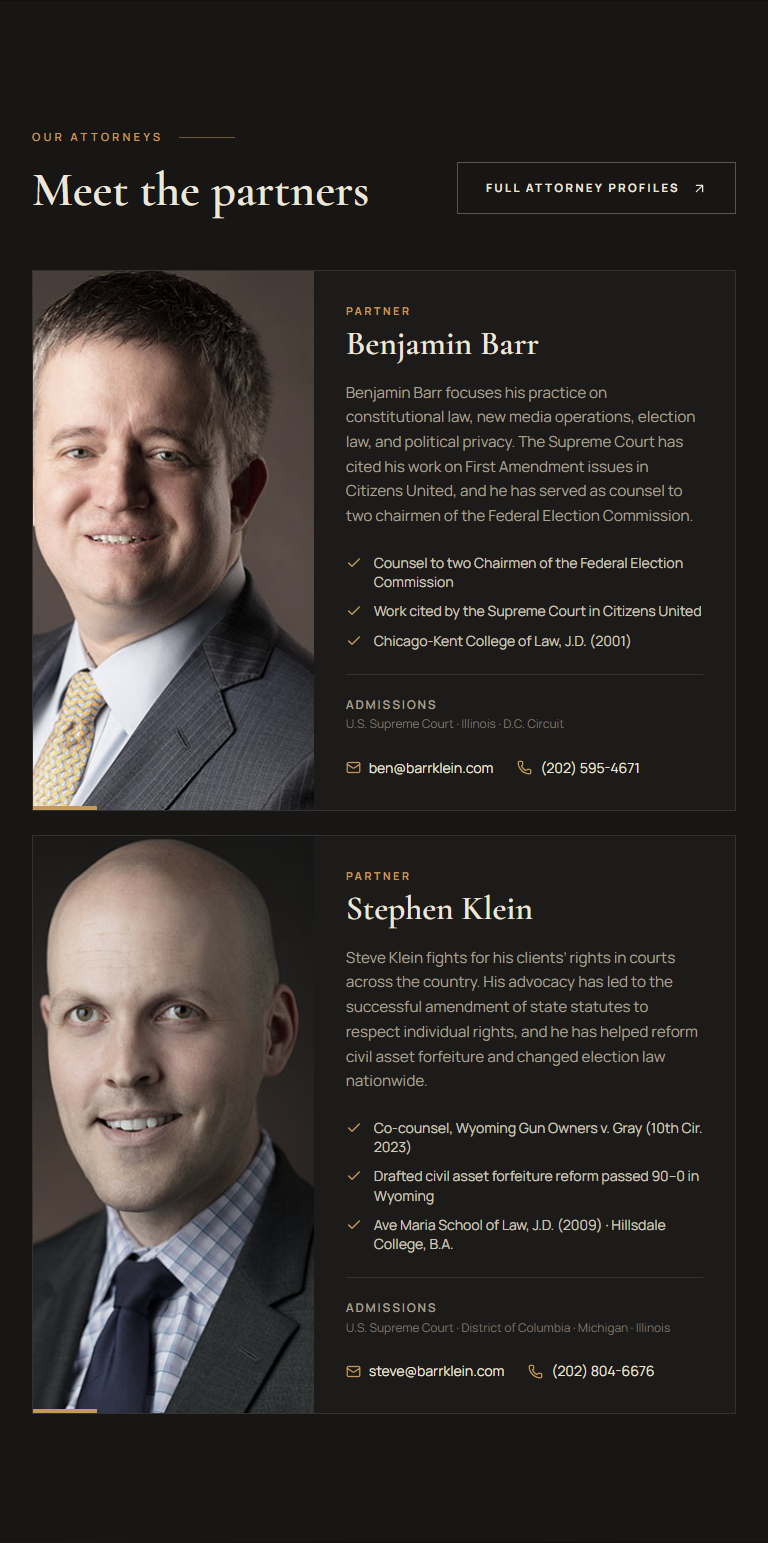 OUR ATTORNEYS
Meet the partners
FULL ATTORNEY PROFILES
PARTNER
Benjamin Barr
Benjamin Barr focuses his practice on
constitutional law, new media operations, election
law, and political privacy. The Supreme Court has
cited his work on First Amendment issues in
Citizens United, and he has served as counsel to
two chairmen of the Federal Election Commission.
Counsel to two Chairmen of the Federal Election
Commission
Work cited by the Supreme Court in Citizens United
Chicago-Kent College of Law, J.D. (2001)
ADMISSIONS
U.S. Supreme Court · Illinois · D.C. Circuit
ben@barrklein.com (202) 595-4671
PARTNER
Stephen Klein
Steve Klein fights for his clients' rights in courts
across the country. His advocacy has led to the
successful amendment of state statutes to
respect individual rights, and he has helped reform
civil asset forfeiture and changed election law
nationwide.
Co-counsel, Wyoming Gun Owners v. Gray (10th Cir.
2023)
Drafted civil asset forfeiture reform passed 90–0 in
Wyoming
Ave Maria School of Law, J.D. (2009) · Hillsdale
College, B.A.
ADMISSIONS
U.S. Supreme Court · District of Columbia · Michigan · Illinois
steve@barrklein.com (202) 804-6676